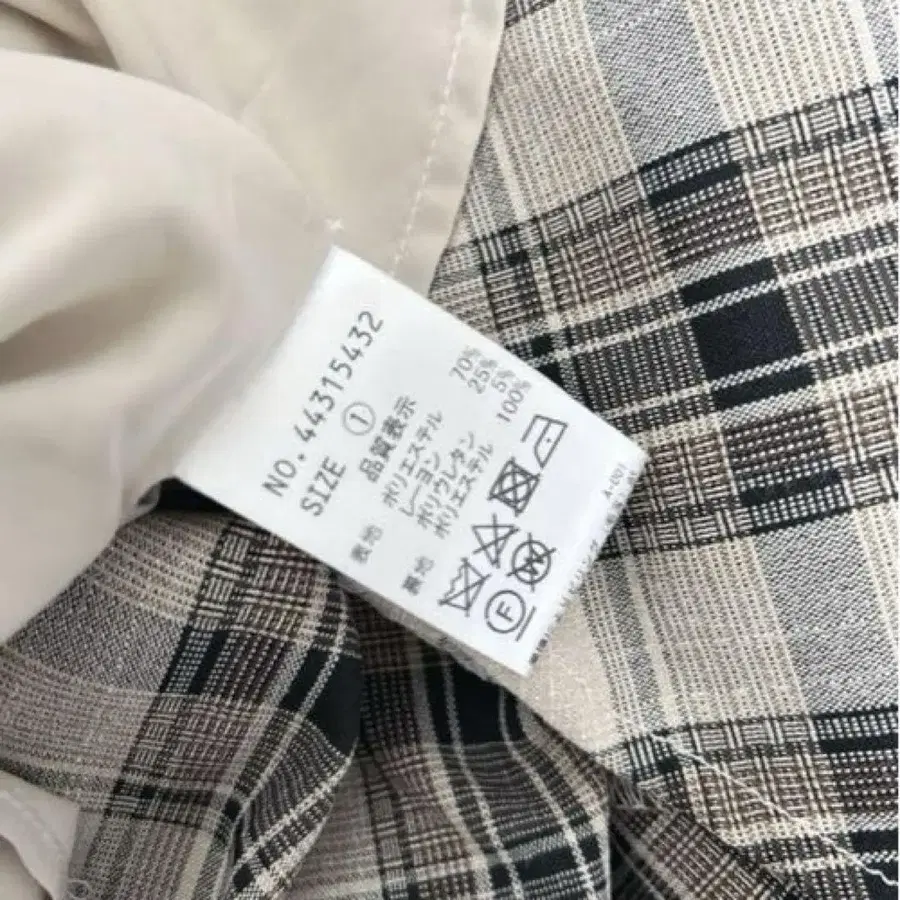 NO.44315432
SIZE ①
品質表示
表地 ポリエステル 70%
レーヨン 25%
ポリウレタン 5%
裏地 ポリエステル 100%
F
W
A-001